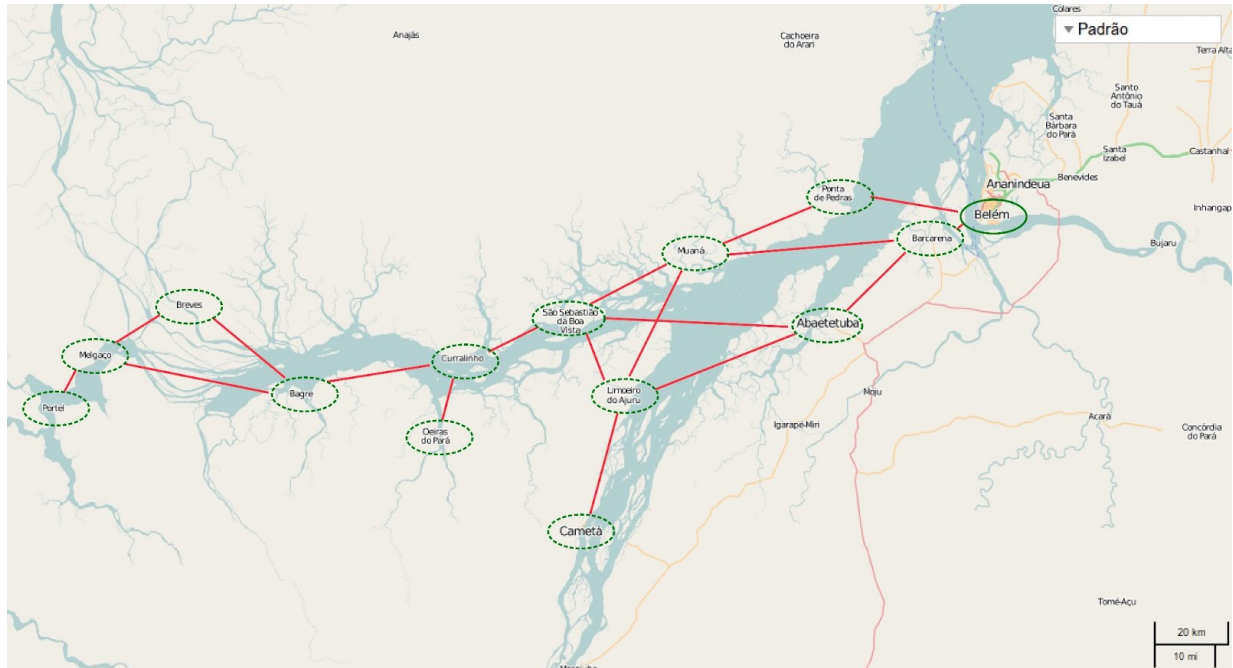 Colares
▼ Padrão
Anajás
Cachoeira
do Arari
Terra Alta
Santo
Antônio
do Tauá
Santa
Bárbara
do Pará
Santa
Izabel
Castanhal
Benevides
Ananindeua
Ponta
de Pedras
Belém
Inhangap
Barcarena
Bujaru
Muaná
Breves
São Sebastião
da Boa
Vista
Abaetetuba
Melgaço
Curralinho
Bagre
Limoeiro
do Ajuru
Moju
Portel
Oeiras
do Pará
Igarapé-Miri
Acará
Concórdia
do Pará
Cametá
Tomé-Açu
20 km
10 mi